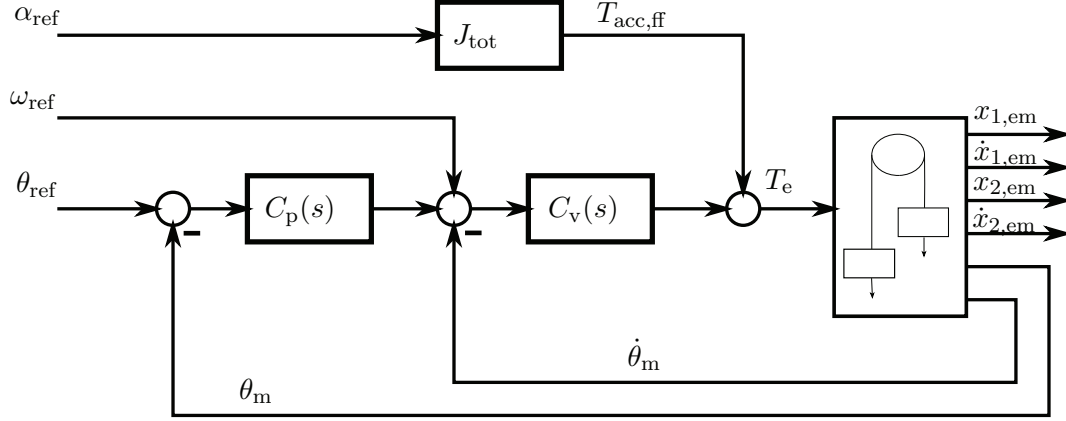 α_ref
J_tot
T_acc,ff
ω_ref
θ_ref
C_p(s)
C_v(s)
T_e
x_1,em
ẋ_1,em
x_2,em
ẋ_2,em
θ̇_m
θ_m